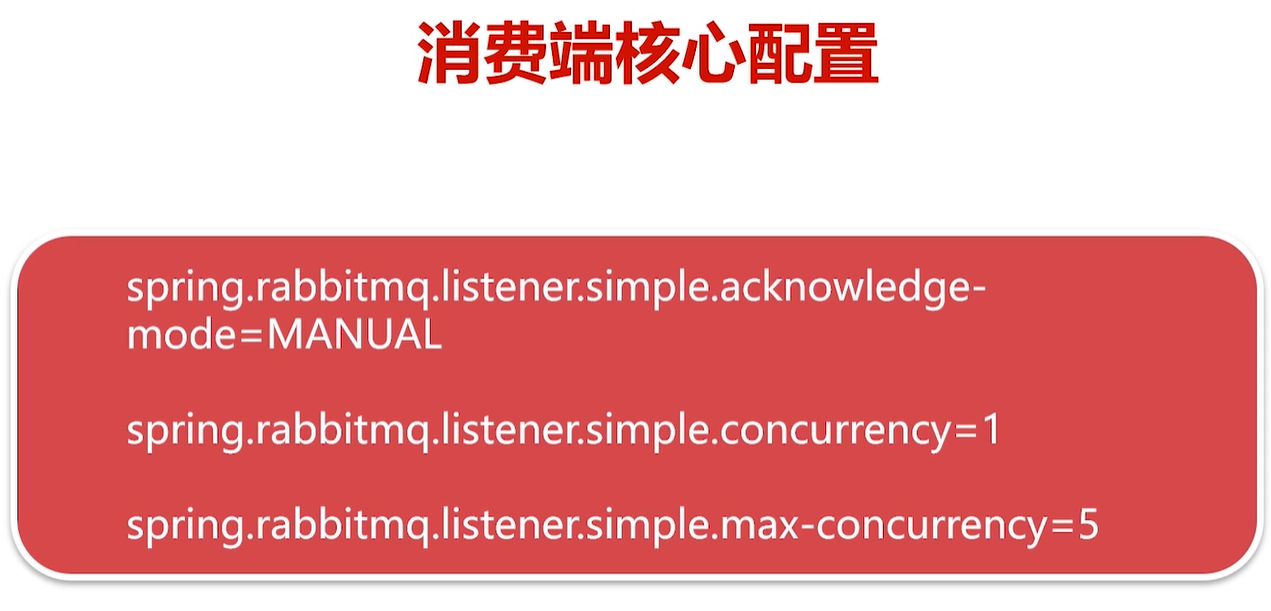 消费端核心配置
spring.rabbitmq.listener.simple.acknowledge-
mode=MANUAL
spring.rabbitmq.listener.simple.concurrency=1
spring.rabbitmq.listener.simple.max-concurrency=5